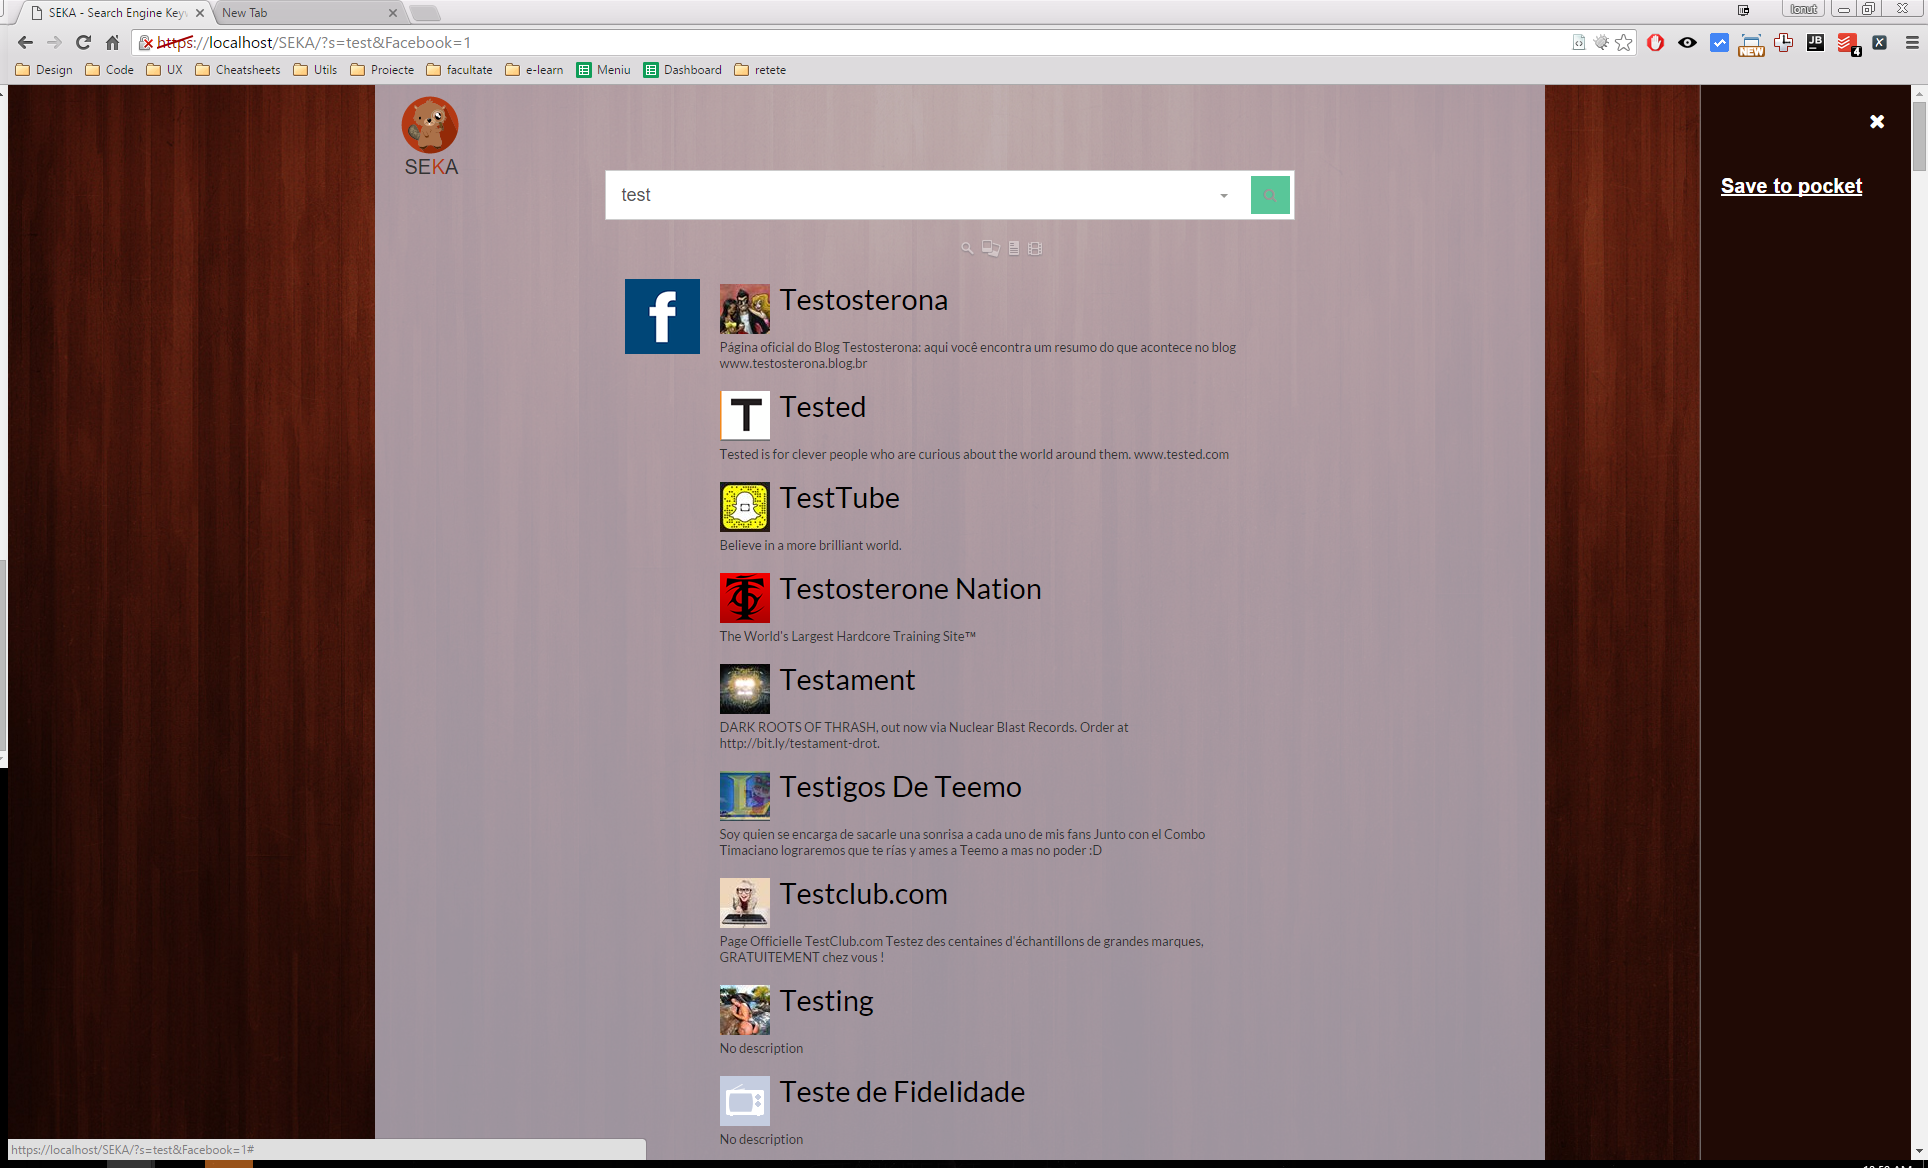 SEKA - Search Engine Key
New Tab
Ionut
https://localhost/SEKA/?s=test&Facebook=1
NEW
JB
4
X
Design
Code
UX
Cheatsheets
Utils
Proiecte
facultate
e-learn
Meniu
Dashboard
retete
SEKA
Save to pocket
test
f
Testosterona
Página oficial do Blog Testosterona: aqui você encontra um resumo do que acontece no blog
www.testosterona.blog.br
T
Tested
Tested is for clever people who are curious about the world around them. www.tested.com
TestTube
Believe in a more brilliant world.
Testosterone Nation
The World's Largest Hardcore Training Site™
Testament
DARK ROOTS OF THRASH, out now via Nuclear Blast Records. Order at
http://bit.ly/testament-drot.
Testigos De Teemo
Soy quien se encarga de sacarle una sonrisa a cada uno de mis fans Junto con el Combo
Timaciano lograremos que te rías y ames a Teemo a mas no poder :D
Testclub.com
Page Officielle TestClub.com Testez des centaines d'échantillons de grandes marques,
GRATUITEMENT chez vous !
Testing
No description
Teste de Fidelidade
No description
https://localhost/SEKA/?s=test&Facebook=1#